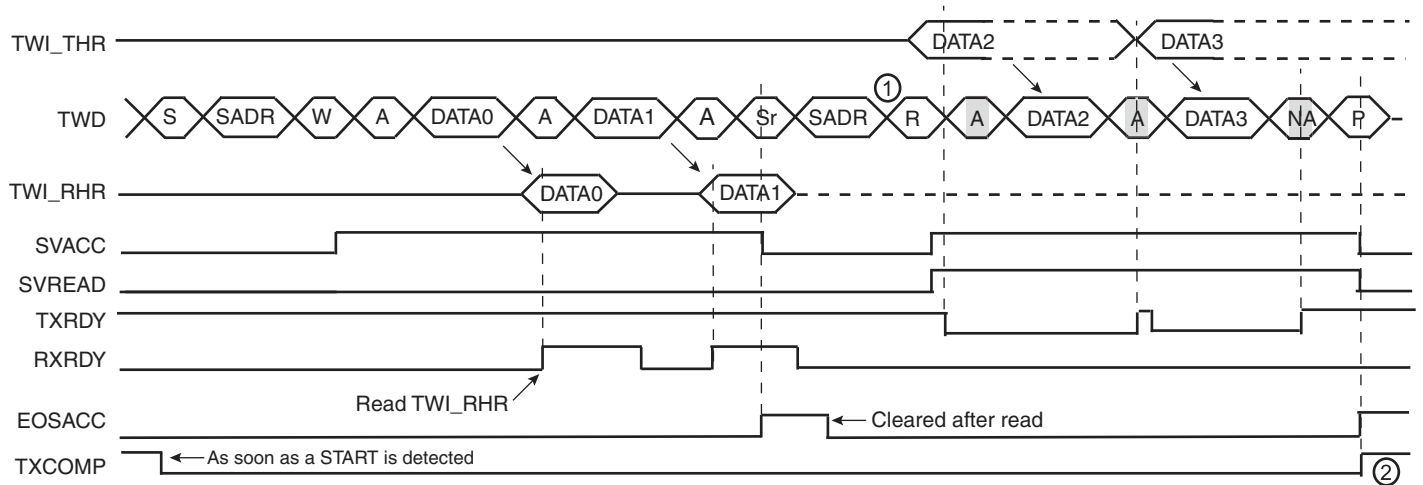 TWI_THR DATA2 DATA3
1
TWD S SADR W A DATA0 A DATA1 A Sr SADR R A DATA2 A DATA3 NA P
TWI_RHR DATA0 DATA1
SVACC
SVREAD
TXRDY
RXRDY
Read TWI_RHR
EOSACC Cleared after read
As soon as a START is detected
TXCOMP 2